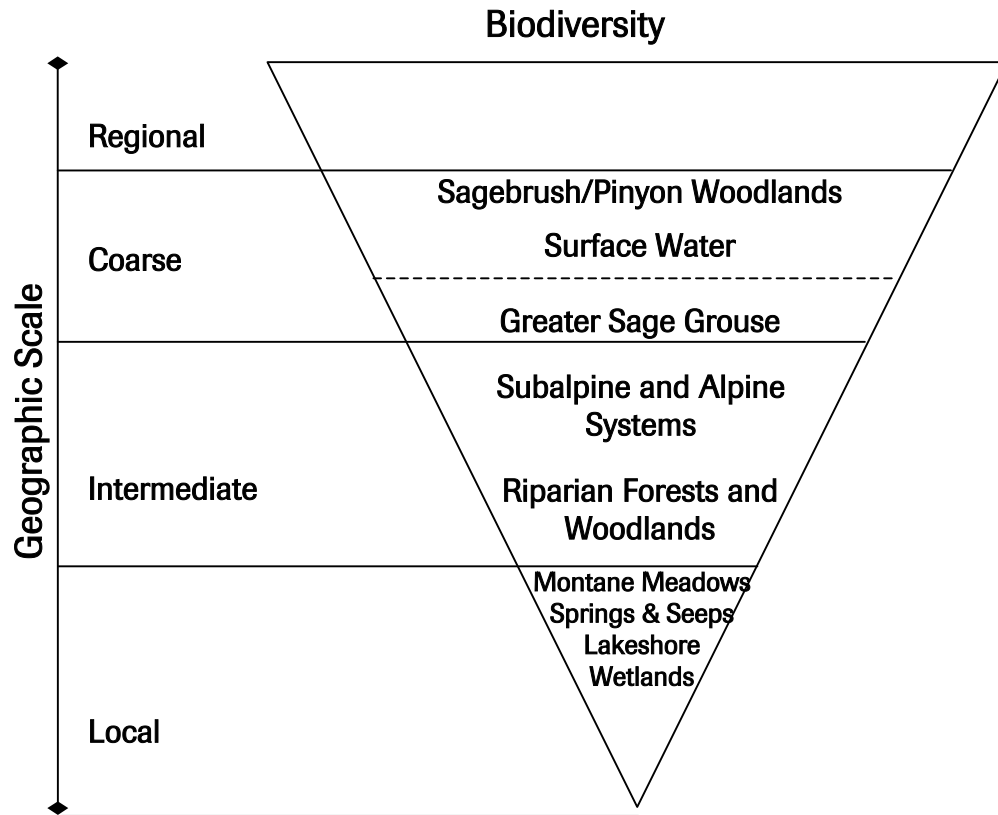 Biodiversity
Geographic Scale
Regional
Sagebrush/Pinyon Woodlands
Surface Water
Coarse
Greater Sage Grouse
Subalpine and Alpine
Systems
Intermediate
Riparian Forests and
Woodlands
Montane Meadows
Springs & Seeps
Lakeshore
Wetlands
Local